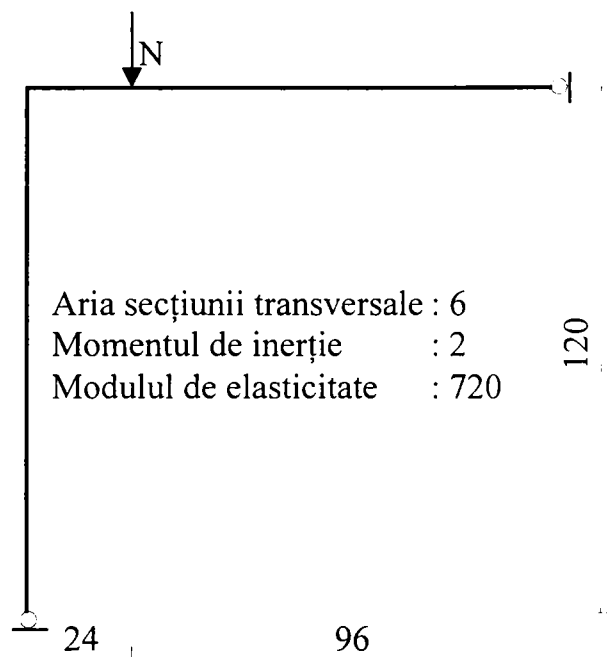 N
Aria secțiunii transversale : 6
Momentul de inerție : 2
Modulul de elasticitate : 720
120
24
96